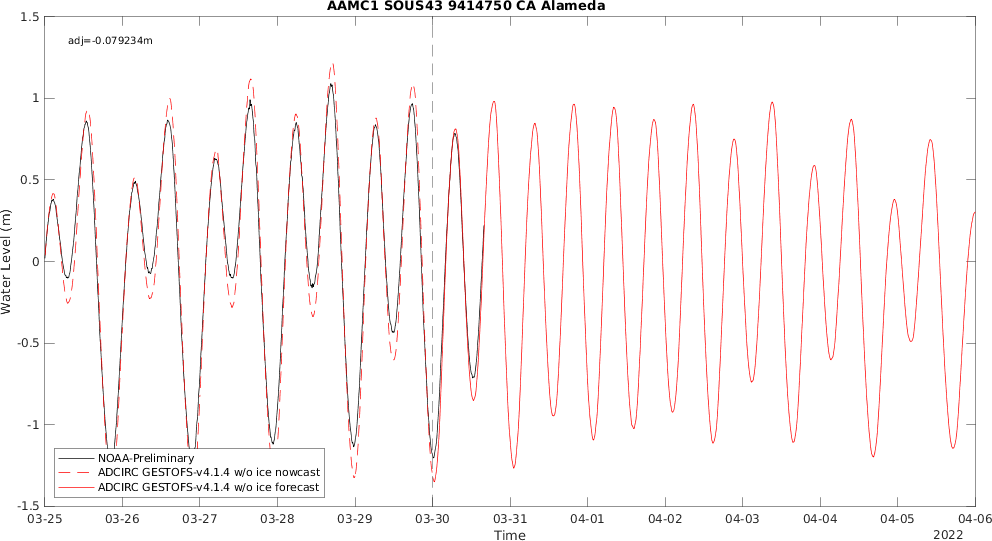 AAMC1 SOUS43 9414750 CA Alameda
adj=-0.079234m
1.5
1
0.5
0
-0.5
-1
-1.5
Water Level (m)
NOAA-Preliminary
ADCIRC GESTOFS-v4.1.4 w/o ice nowcast
ADCIRC GESTOFS-v4.1.4 w/o ice forecast
03-25 03-26 03-27 03-28 03-29 03-30 03-31 04-01 04-02 04-03 04-04 04-05 04-06
Time
2022